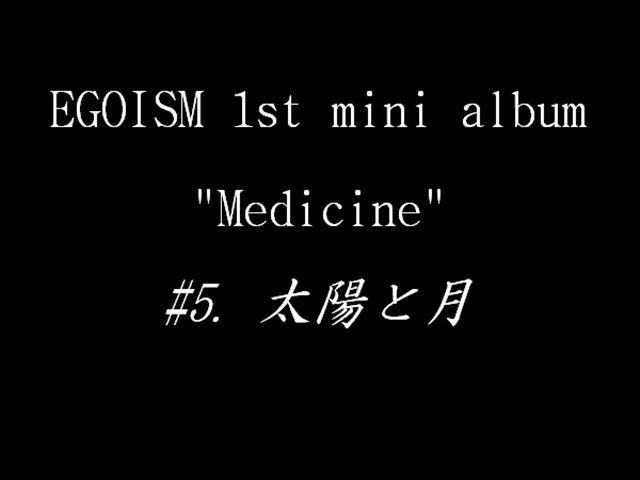 EGOISM 1st mini album
"Medicine"
#5. 太陽と月